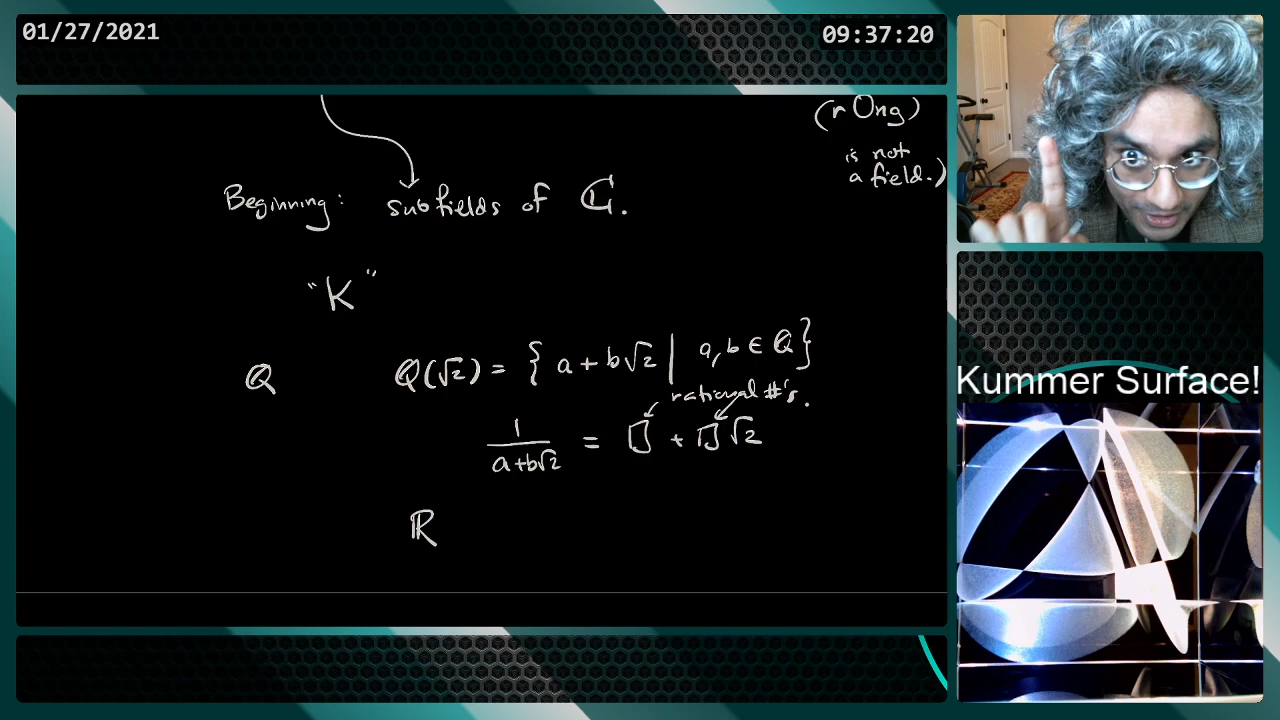 01/27/2021
09:37:20
(rOng)
is not
a field.)
Beginning: subfields of ℂ.
"K"
ℚ ℚ(√2) = { a + b√2 | a, b ∈ ℚ }
rational #'s.
1/(a+b√2) = □ + □√2
ℝ
Kummer Surface!